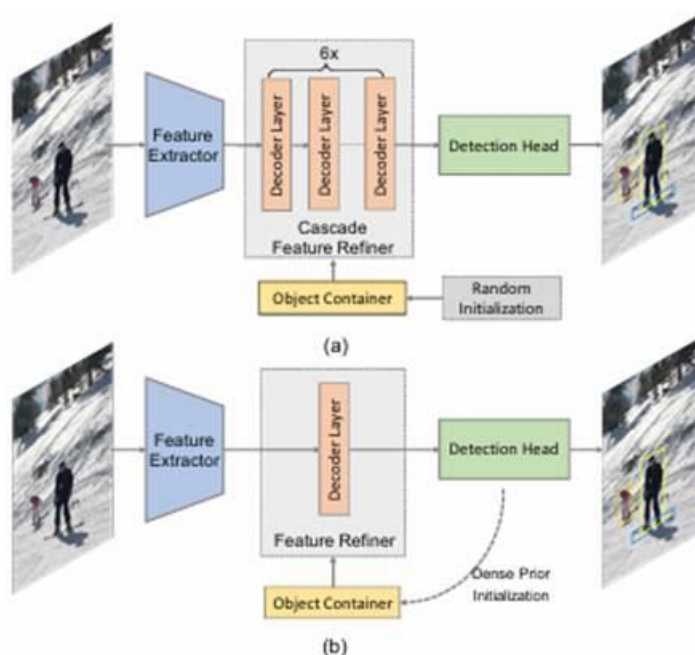 6x
Feature
Extractor
Decoder Layer
Decoder Layer
Decoder Layer
Detection Head
Cascade
Feature Refiner
Object Container
Random
Initialization
(a)
Feature
Extractor
Decoder Layer
Detection Head
Feature Refiner
Dense Prior
Initialization
Object Container
(b)